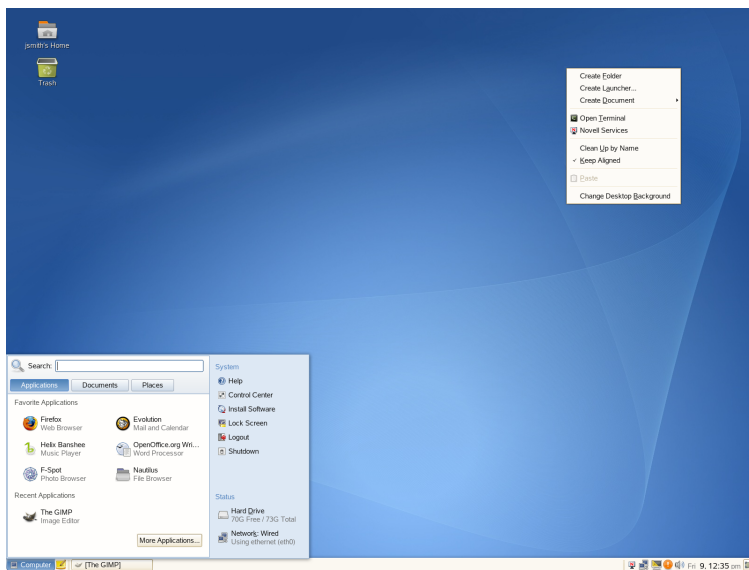 jsmith's Home
Trash
Create Folder
Create Launcher...
Create Document
Open Terminal
Novell Services
Clean Up by Name
Keep Aligned
Paste
Change Desktop Background
Search:
Applications Documents Places
Favorite Applications
Firefox
Web Browser
Evolution
Mail and Calendar
Helix Banshee
Music Player
OpenOffice.org Wri...
Word Processor
F-Spot
Photo Browser
Nautilus
File Browser
Recent Applications
The GIMP
Image Editor
More Applications...
System
Help
Control Center
Install Software
Lock Screen
Logout
Shutdown
Status
Hard Drive
70G Free / 73G Total
Network: Wired
Using ethernet (eth0)
Computer [The GIMP] Fri 9, 12:35 pm